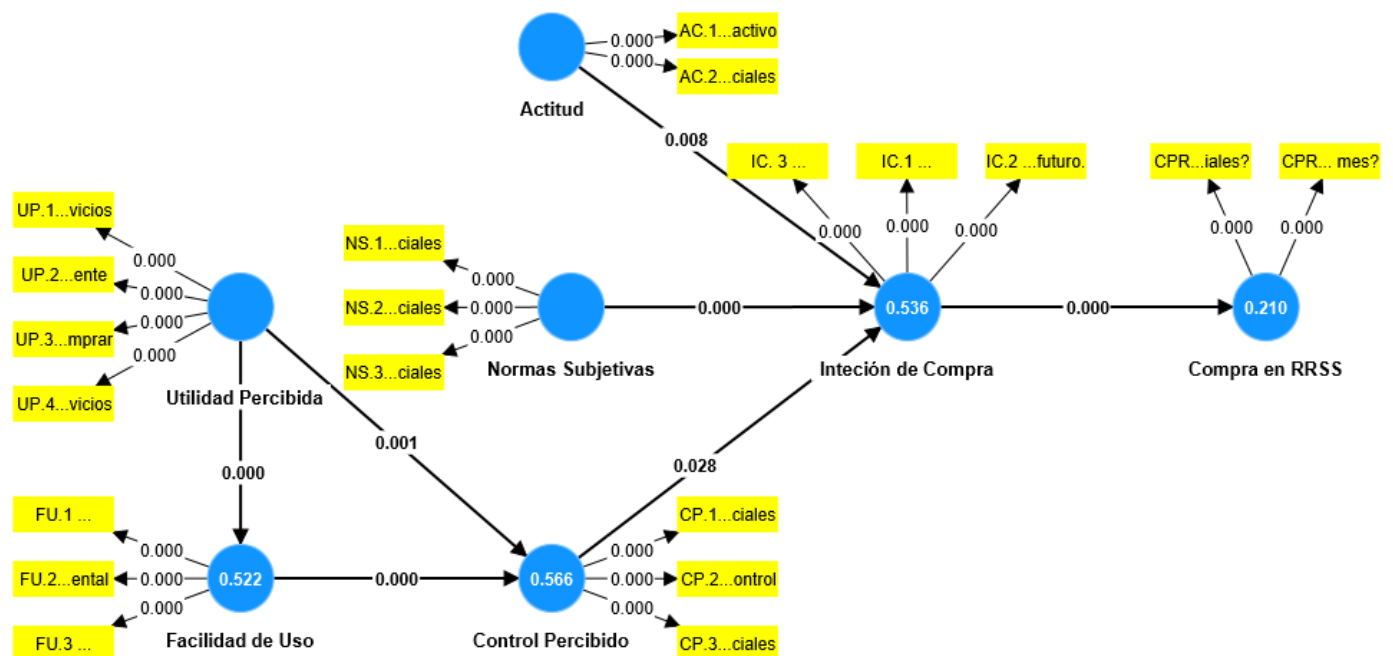 AC.1...activo
0.000
0.000
AC.2...ciales
Actitud
0.008
IC. 3 ...
IC.1 ...
IC.2 ...futuro.
0.000
0.000
0.000
CPR...iales?
CPR... mes?
0.000
0.000
UP.1...vicios
UP.2...ente
UP.3...mprar
UP.4...vicios
0.000
0.000
0.000
0.000
Utilidad Percibida
NS.1...ciales
NS.2...ciales
NS.3...ciales
0.000
0.000
0.000
Normas Subjetivas
0.000
0.536
Inteción de Compra
0.000
0.210
Compra en RRSS
0.000
0.001
0.028
FU.1 ...
FU.2...ental
FU.3 ...
0.000
0.000
0.000
0.522
Facilidad de Uso
0.000
0.566
Control Percibido
0.000
0.000
0.000
CP.1...ciales
CP.2...ontrol
CP.3...ciales